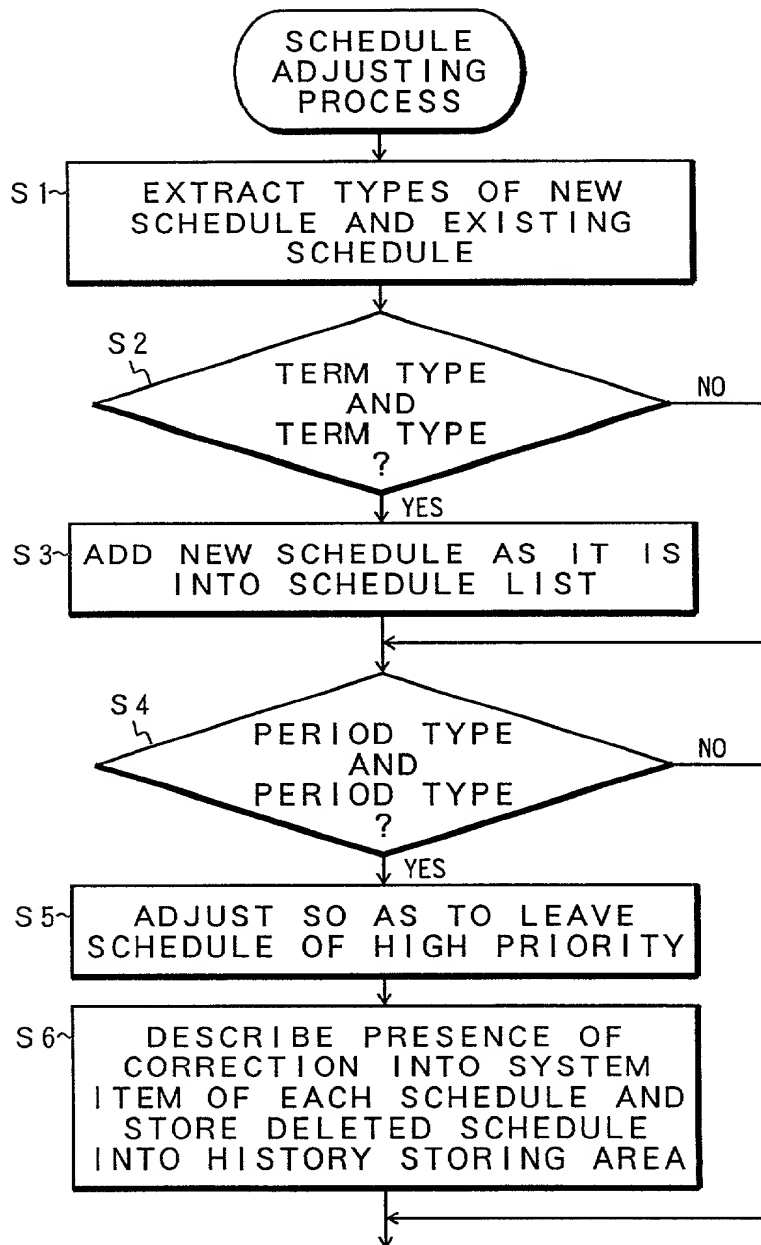 SCHEDULE
ADJUSTING
PROCESS
S1
EXTRACT TYPES OF NEW
SCHEDULE AND EXISTING
SCHEDULE
S2
TERM TYPE
AND
TERM TYPE
?
NO
YES
S3
ADD NEW SCHEDULE AS IT IS
INTO SCHEDULE LIST
S4
PERIOD TYPE
AND
PERIOD TYPE
?
NO
YES
S5
ADJUST SO AS TO LEAVE
SCHEDULE OF HIGH PRIORITY
S6
DESCRIBE PRESENCE OF
CORRECTION INTO SYSTEM
ITEM OF EACH SCHEDULE AND
STORE DELETED SCHEDULE
INTO HISTORY STORING AREA